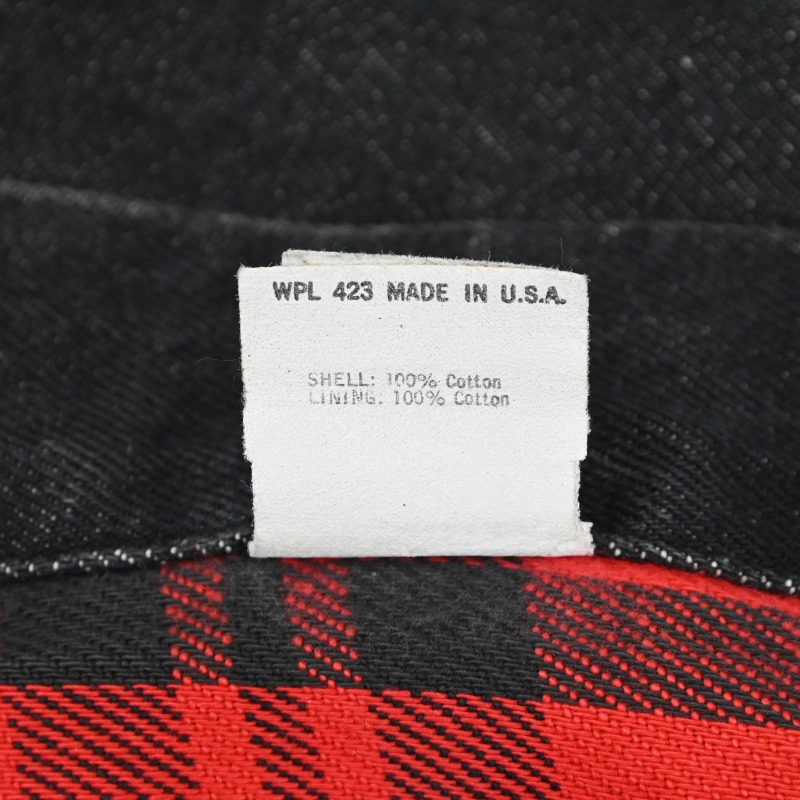 WPL 423 MADE IN U.S.A.
SHELL: 100% Cotton
LINING: 100% Cotton